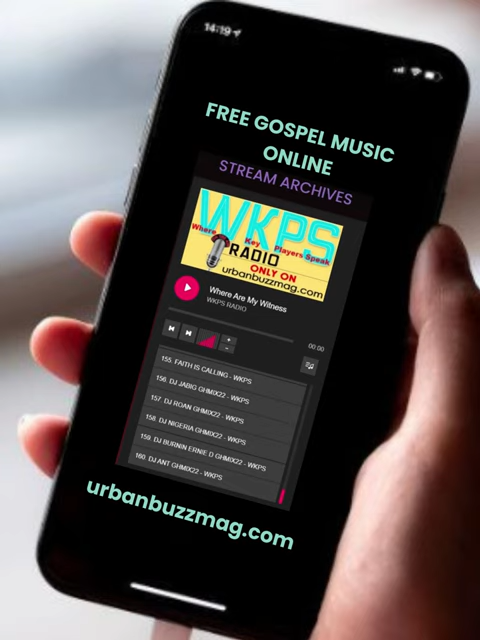 14:19
FREE GOSPEL MUSIC
ONLINE
STREAM ARCHIVES
WKPS
Where Key Players Speak
RADIO
ONLY ON
urbanbuzzmag.com
Where Are My Witness
WKPS RADIO
00:00
+
-
155. FAITH IS CALLING - WKPS
156. DJ JABIG GHMIX22 - WKPS
157. DJ ROAN GHMIX22 - WKPS
158. DJ NIGERIA GHMIX22 - WKPS
159. DJ BURNIN ERNIE D GHMIX22 - WKPS
160. DJ ANT GHMIX22 - WKPS
urbanbuzzmag.com